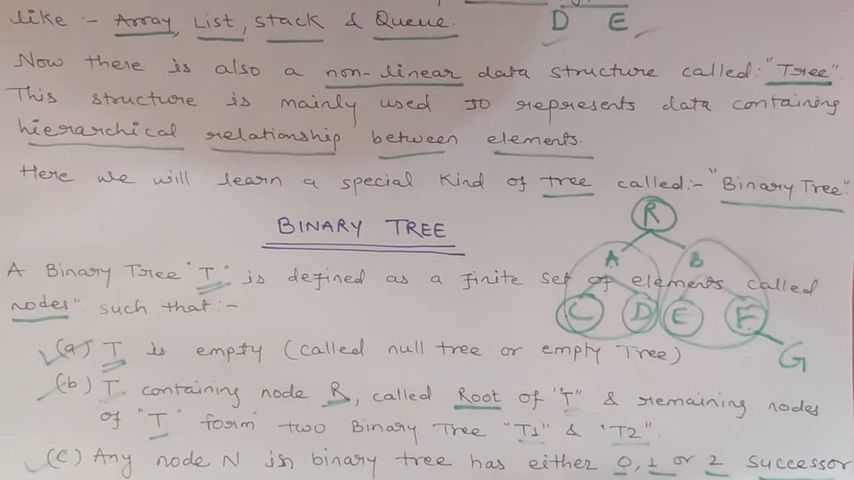 like :- Array, List, Stack & Queue.
D E
Now there is also a non-linear data structure called:"Tree"
This structure is mainly used to represents data containing
hierarchical relationship between elements.
Here we will learn a special kind of tree called:- "Binary Tree"
BINARY TREE
R
A B
C D E F
G
A Binary Tree "T" is defined as a finite set of elements called
nodes" such that :-
(a) T is empty (called null tree or empty Tree)
(b) T containing node R, called Root of "T" & remaining nodes
of "T" form two Binary Tree "T1" & "T2".
(c) Any node N in binary tree has either 0, 1 or 2 Successor